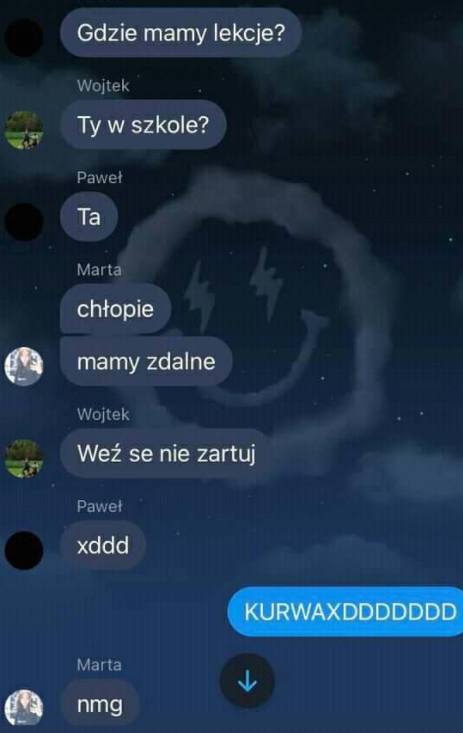 Gdzie mamy lekcje?
Wojtek
Ty w szkole?
Paweł
Ta
Marta
chłopie
mamy zdalne
Wojtek
Weź se nie zartuj
Paweł
xddd
KURWAXDDDDDDD
Marta
nmg